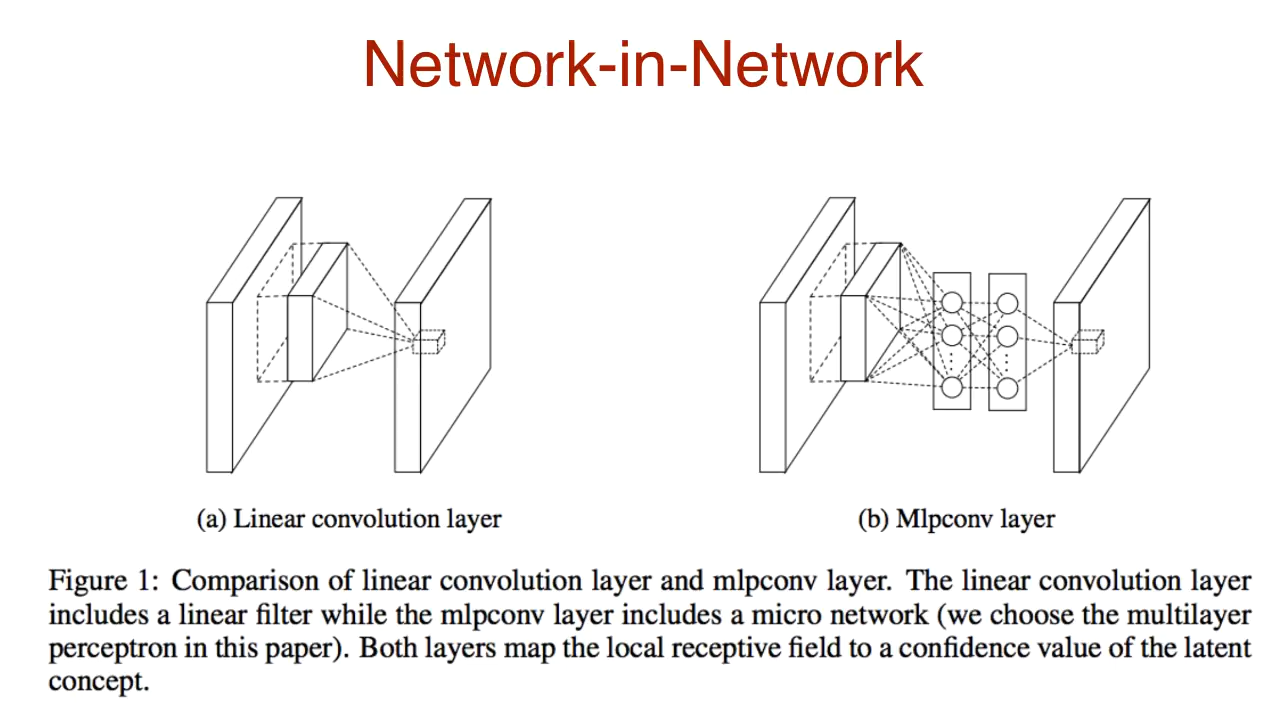 Network-in-Network
(a) Linear convolution layer
(b) Mlpconv layer
Figure 1: Comparison of linear convolution layer and mlpconv layer. The linear convolution layer
includes a linear filter while the mlpconv layer includes a micro network (we choose the multilayer
perceptron in this paper). Both layers map the local receptive field to a confidence value of the latent
concept.